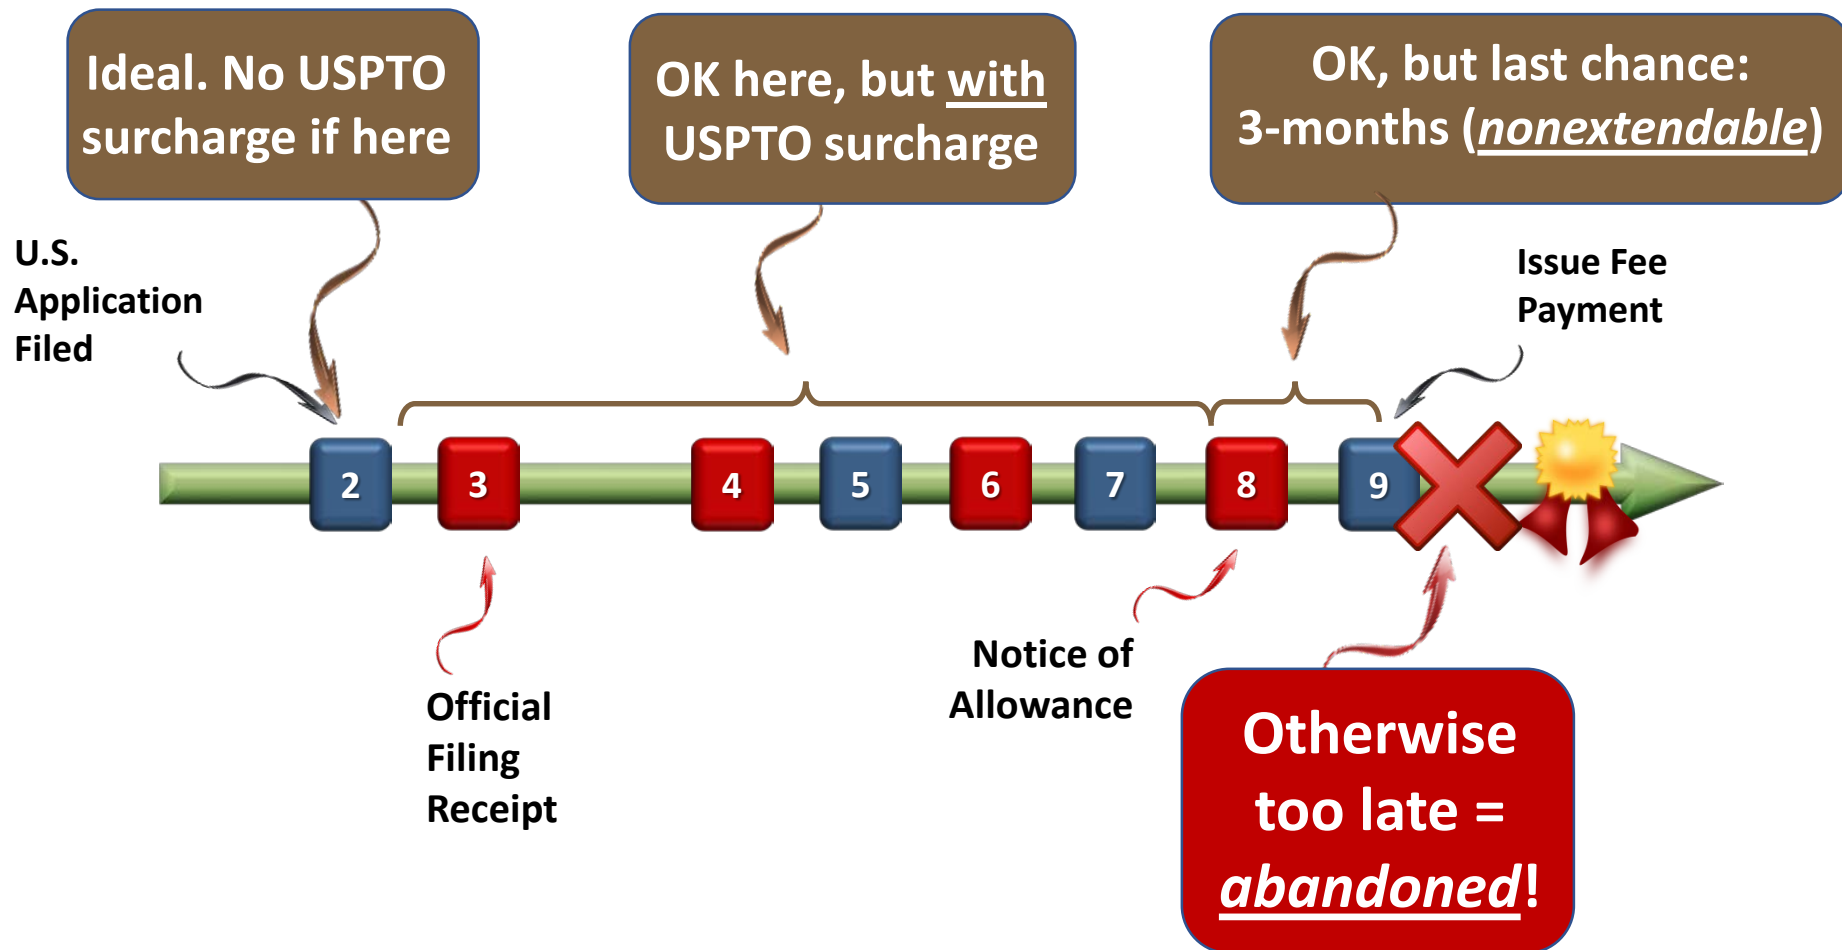 Ideal. No USPTO
surcharge if here
OK here, but with
USPTO surcharge
OK, but last chance:
3-months (nonextendable)
U.S.
Application
Filed
Issue Fee
Payment
2
3
4
5
6
7
8
9
Official
Filing
Receipt
Notice of
Allowance
Otherwise
too late =
abandoned!